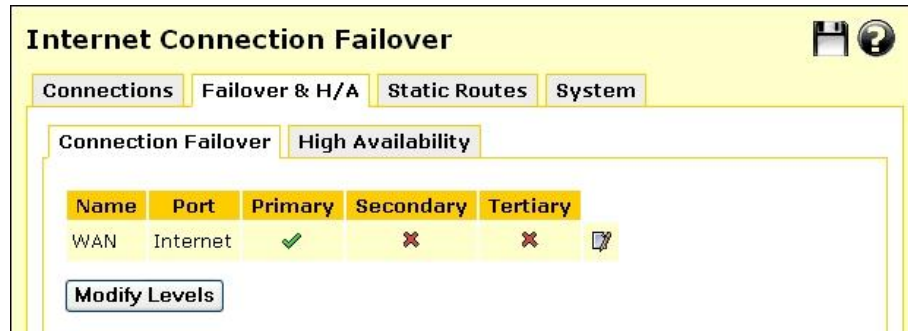 Internet Connection Failover
Connections Failover & H/A Static Routes System
Connection Failover High Availability
Name Port Primary Secondary Tertiary
WAN Internet
Modify Levels